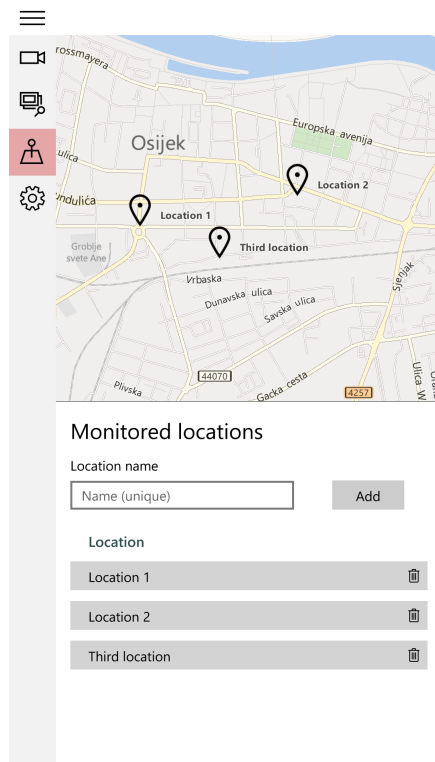 rossmayera
Europska avenija
Osijek
ulica
Location 2
undulića
Location 1
Third location
Groblje
svete Ane
Vrbaska
Sjenjak
Dunavska ulica
Savska ulica
44070
Plivska
Gacka cesta
4257
Ulica W
Monitored locations
Location name
Name (unique)
Add
Location
Location 1
Location 2
Third location